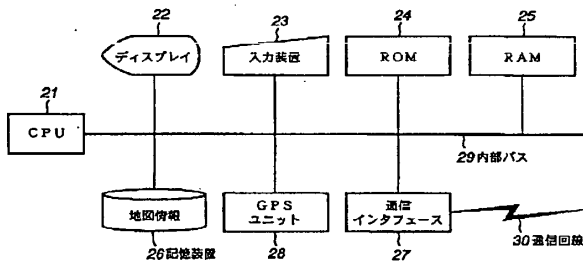 22
23
24
25
ディスプレイ
入力装置
ROM
RAM
21
CPU
29内部バス
地図情報
GPS
ユニット
通信
インタフェース
26記憶装置
28
27
30通信回線